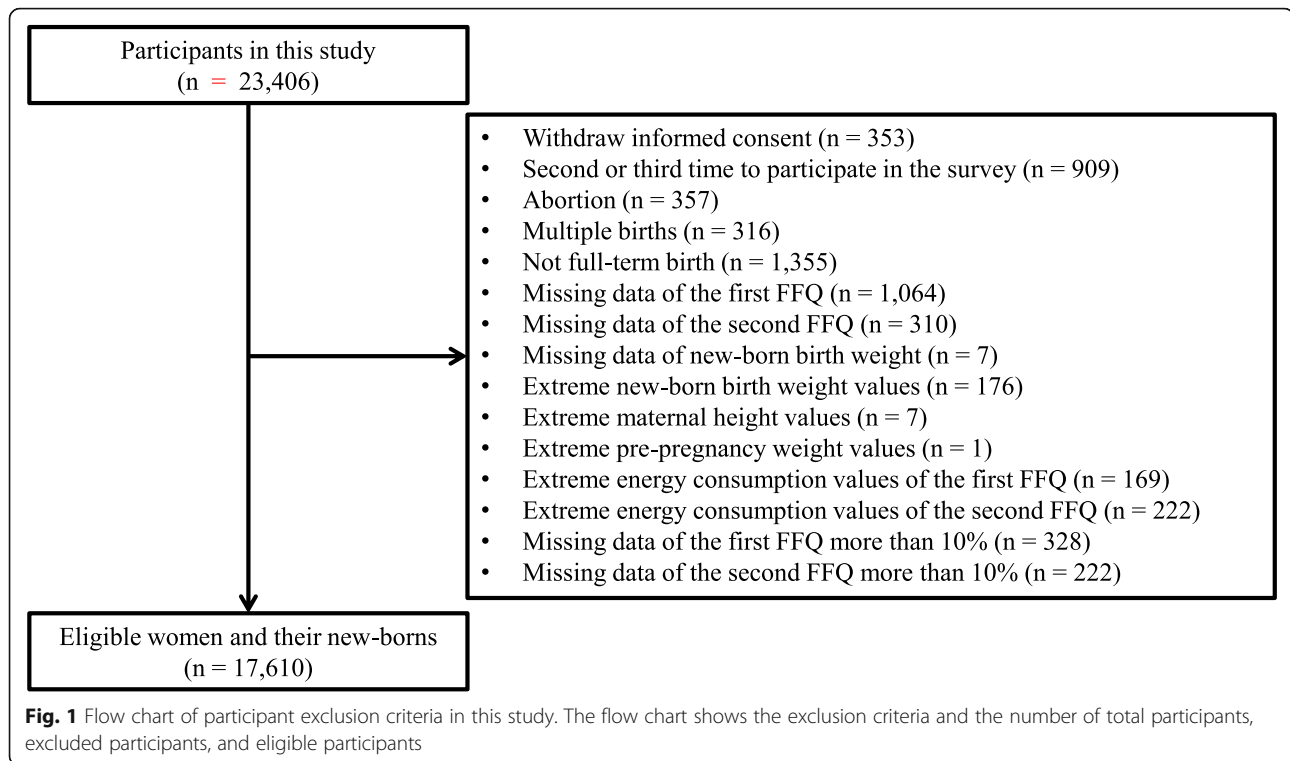 Participants in this study
(n = 23,406)
• Withdraw informed consent (n = 353)
• Second or third time to participate in the survey (n = 909)
• Abortion (n = 357)
• Multiple births (n = 316)
• Not full-term birth (n = 1,355)
• Missing data of the first FFQ (n = 1,064)
• Missing data of the second FFQ (n = 310)
• Missing data of new-born birth weight (n = 7)
• Extreme new-born birth weight values (n = 176)
• Extreme maternal height values (n = 7)
• Extreme pre-pregnancy weight values (n = 1)
• Extreme energy consumption values of the first FFQ (n = 169)
• Extreme energy consumption values of the second FFQ (n = 222)
• Missing data of the first FFQ more than 10% (n = 328)
• Missing data of the second FFQ more than 10% (n = 222)
Eligible women and their new-borns
(n = 17,610)
Fig. 1 Flow chart of participant exclusion criteria in this study. The flow chart shows the exclusion criteria and the number of total participants,
excluded participants, and eligible participants